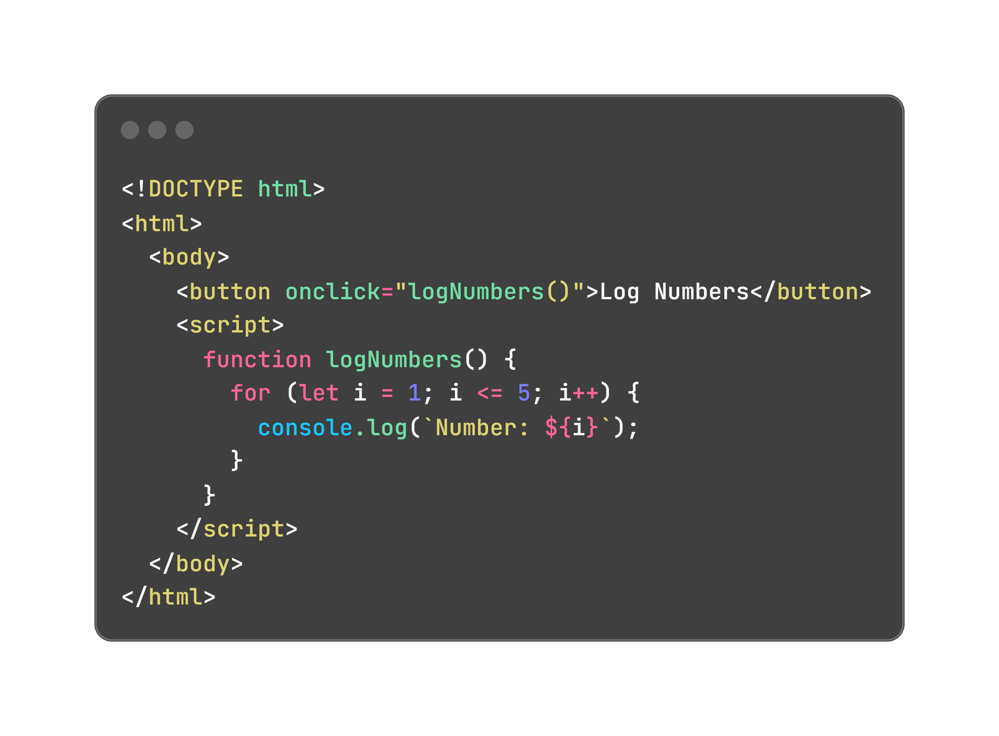 <!DOCTYPE html>
<html>
  <body>
    <button onclick="logNumbers()">Log Numbers</button>
    <script>
      function logNumbers() {
        for (let i = 1; i <= 5; i++) {
          console.log(`Number: ${i}`);
        }
      }
    </script>
  </body>
</html>